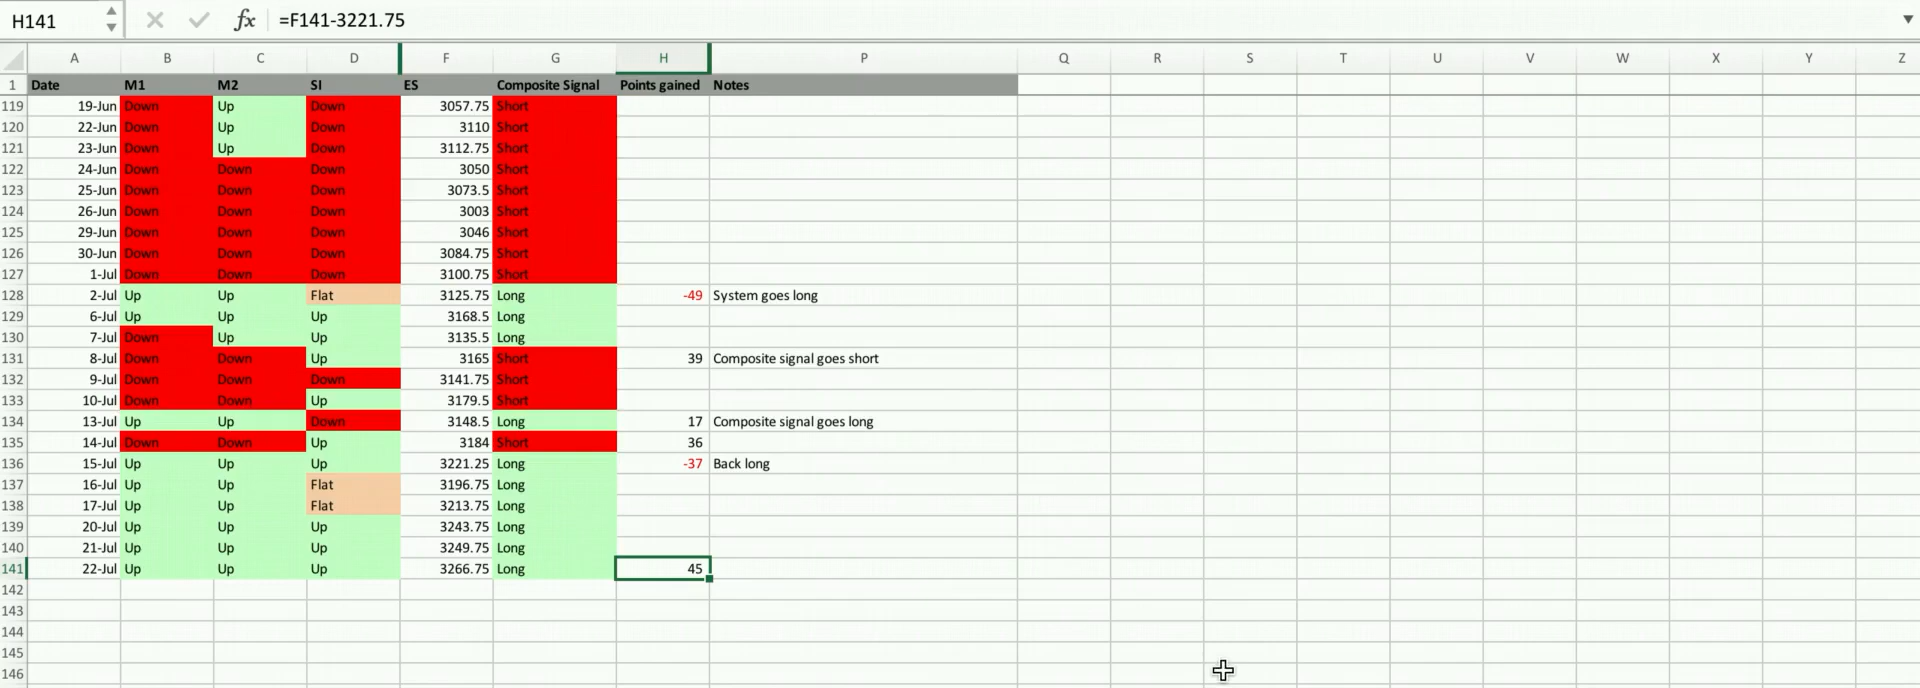 H141 fx =F141-3221.75
A B C D F G H P Q R S T U V W X Y Z
1 Date M1 M2 SI ES Composite Signal Points gained Notes
119 19-Jun Down Up Down 3057.75 Short
120 22-Jun Down Up Down 3110 Short
121 23-Jun Down Up Down 3112.75 Short
122 24-Jun Down Down Down 3050 Short
123 25-Jun Down Down Down 3073.5 Short
124 26-Jun Down Down Down 3003 Short
125 29-Jun Down Down Down 3046 Short
126 30-Jun Down Down Down 3084.75 Short
127 1-Jul Down Down Down 3100.75 Short
128 2-Jul Up Up Flat 3125.75 Long -49 System goes long
129 6-Jul Up Up Up 3168.5 Long
130 7-Jul Down Up Up 3135.5 Long
131 8-Jul Down Down Up 3165 Short 39 Composite signal goes short
132 9-Jul Down Down Down 3141.75 Short
133 10-Jul Down Down Up 3179.5 Short
134 13-Jul Up Up Down 3148.5 Long 17 Composite signal goes long
135 14-Jul Down Down Up 3184 Short 36
136 15-Jul Up Up Up 3221.25 Long -37 Back long
137 16-Jul Up Up Flat 3196.75 Long
138 17-Jul Up Up Flat 3213.75 Long
139 20-Jul Up Up Up 3243.75 Long
140 21-Jul Up Up Up 3249.75 Long
141 22-Jul Up Up Up 3266.75 Long 45
142
143
144
145
146